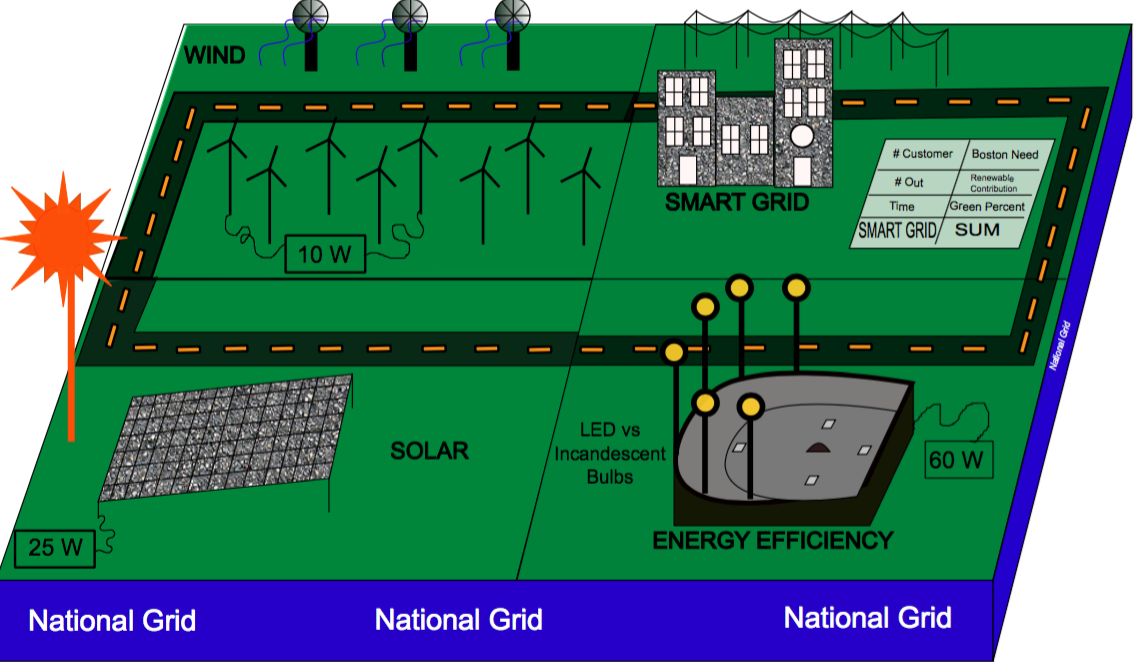 WIND
10 W
SMART GRID
# Customer
Boston Need
# Out
Renewable
Contribution
Time
Green Percent
SMART GRID
SUM
National Grid
SOLAR
25 W
LED vs
Incandescent
Bulbs
60 W
ENERGY EFFICIENCY
National Grid
National Grid
National Grid